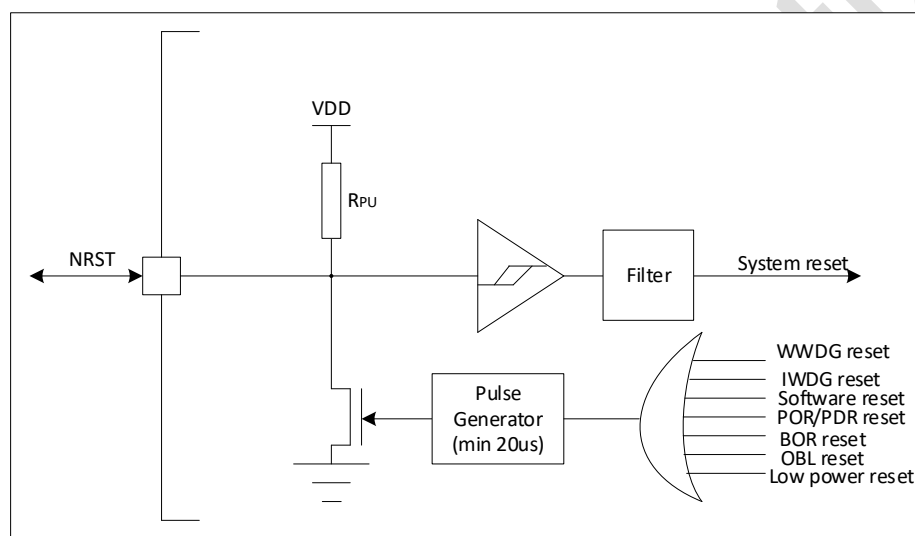 VDD
RPU
NRST
Filter
System reset
WWDG reset
IWDG reset
Software reset
POR/PDR reset
BOR reset
OBL reset
Low power reset
Pulse
Generator
(min 20us)